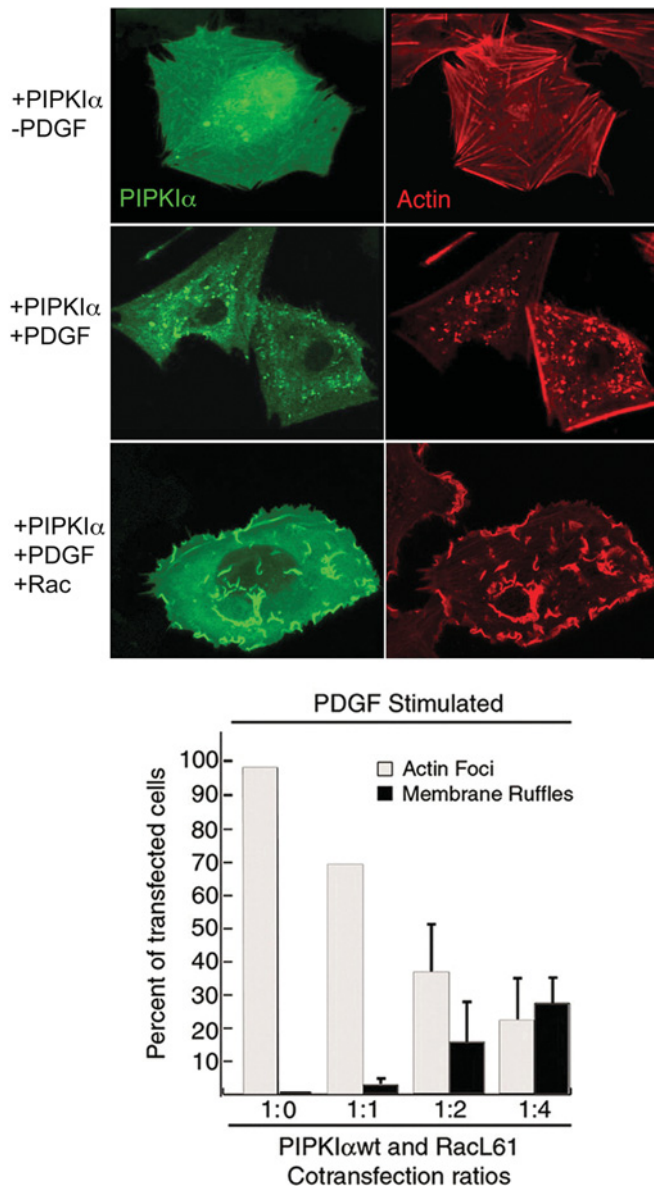 +PIPKIα
-PDGF
PIPKIα
Actin
+PIPKIα
+PDGF
+PIPKIα
+PDGF
+Rac
PDGF Stimulated
Percent of transfected cells
100
90
80
70
60
50
40
30
20
10
Actin Foci
Membrane Ruffles
1:0 1:1 1:2 1:4
PIPKIαwt and RacL61
Cotransfection ratios